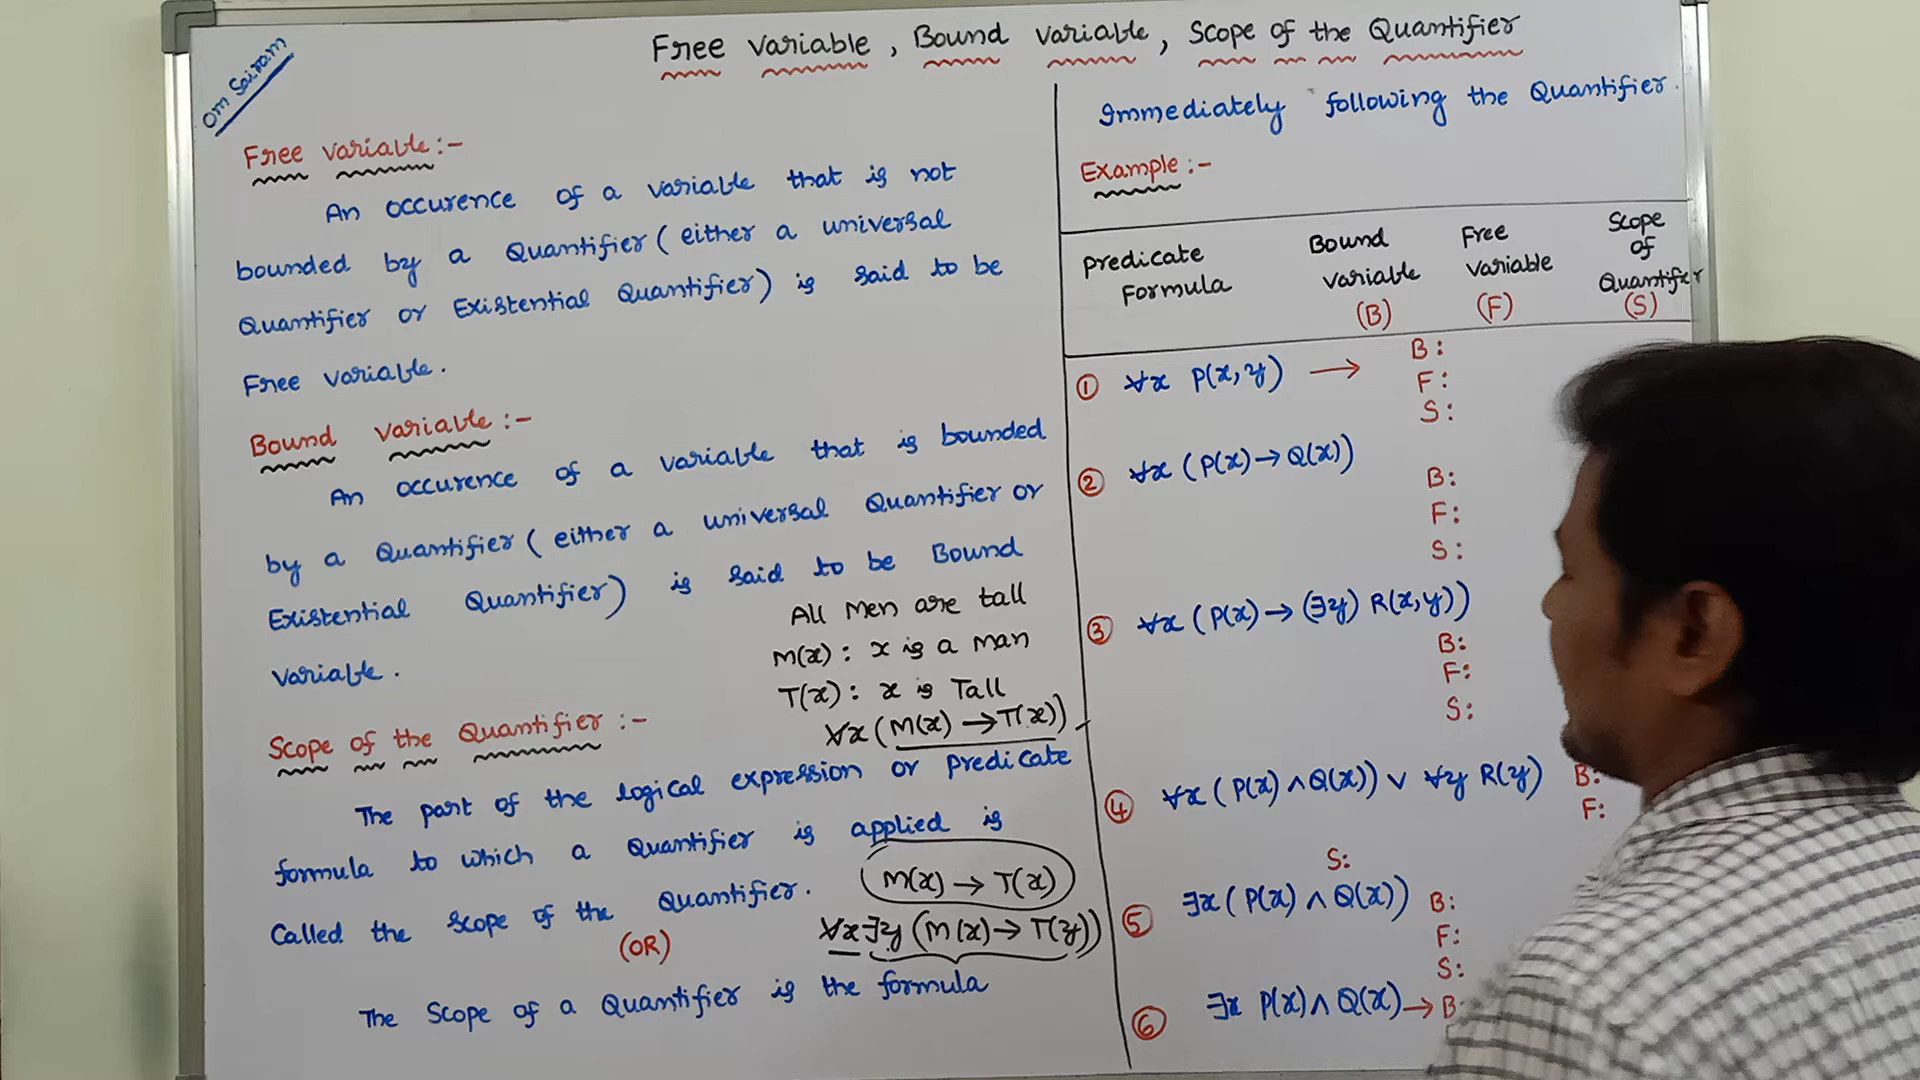 Om Sairam
Free Variable, Bound Variable, Scope of the Quantifier
Free Variable :-
An occurence of a variable that is not
bounded by a Quantifier (either a universal
Quantifier or Existential Quantifier) is said to be
Free variable.
Bound Variable :-
An occurence of a variable that is bounded
by a Quantifier (either a universal Quantifier or
Existential Quantifier) is said to be Bound
Variable.
All Men are tall
M(x): x is a man
T(x): x is Tall
∀x (M(x) → T(x))
Scope of the Quantifier :-
The part of the logical expression or predicate
formula to which a Quantifier is applied is
Called the scope of the Quantifier.
M(x) → T(x)
(OR)
∀x ∃y (M(x) → T(y))
The Scope of a Quantifier is the formula
Immediately following the Quantifier.
Example :-
Predicate Formula
Bound Variable (B)
Free Variable (F)
Scope of Quantifier (S)
① ∀x P(x,y) → B:
F:
S:
② ∀x (P(x) → Q(x))
B:
F:
S:
③ ∀x (P(x) → (∃y) R(x,y))
B:
F:
S:
④ ∀x (P(x) ∧ Q(x)) ∨ ∀y R(y) B:
F:
S:
⑤ ∃x (P(x) ∧ Q(x)) B:
F:
S:
⑥ ∃x P(x) ∧ Q(x) → B: